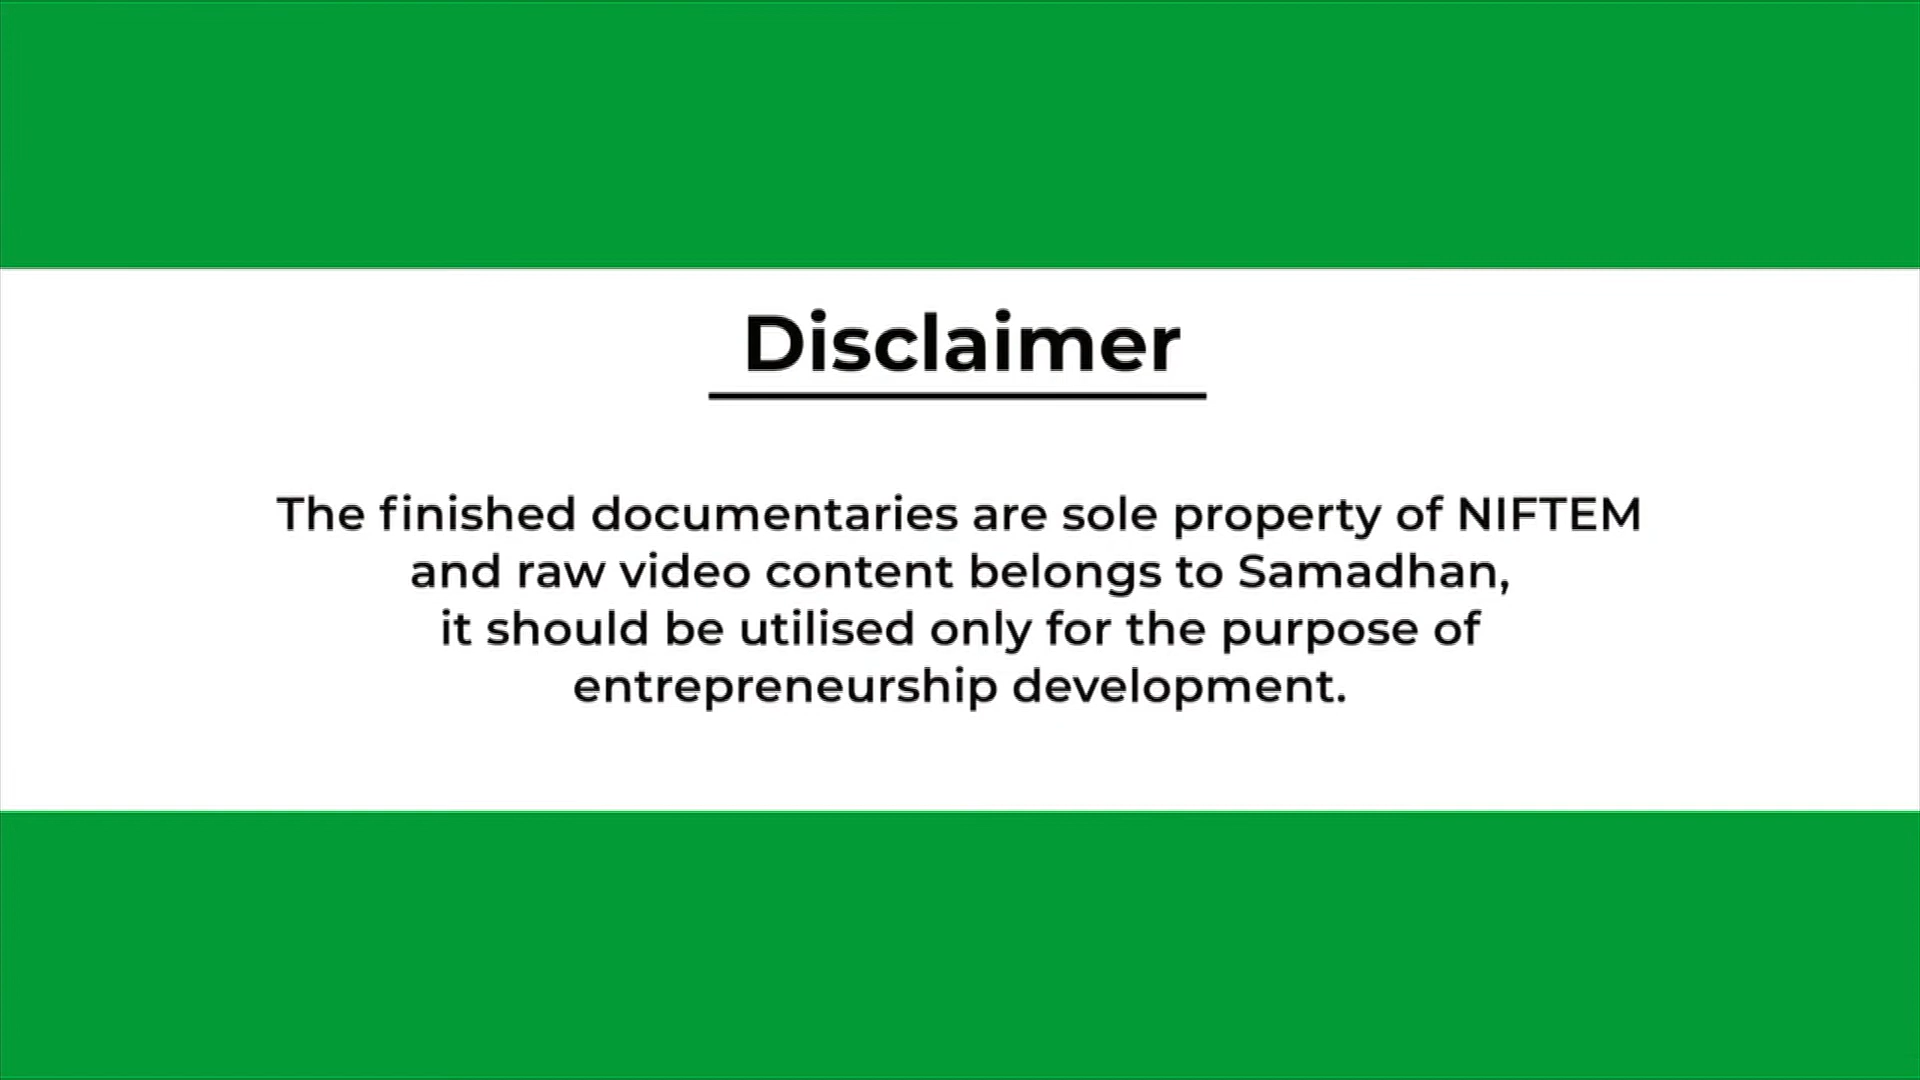 Disclaimer
The finished documentaries are sole property of NIFTEM
and raw video content belongs to Samadhan,
it should be utilised only for the purpose of
entrepreneurship development.